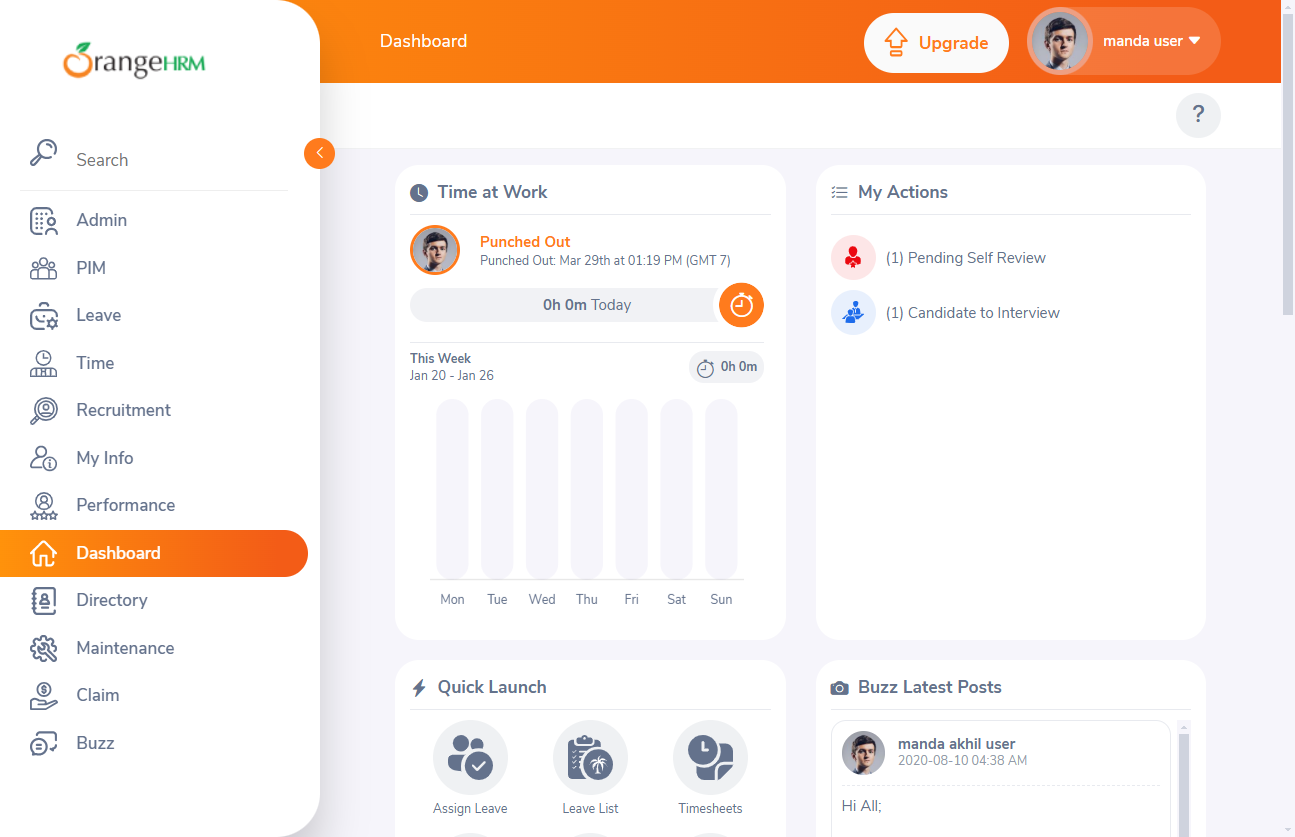 OrangeHRM
Search
Admin
PIM
Leave
Time
Recruitment
My Info
Performance
Dashboard
Directory
Maintenance
Claim
Buzz
Dashboard
Upgrade
manda user
?
Time at Work
Punched Out
Punched Out: Mar 29th at 01:19 PM (GMT 7)
0h 0m Today
This Week
Jan 20 - Jan 26
0h 0m
Mon Tue Wed Thu Fri Sat Sun
My Actions
(1) Pending Self Review
(1) Candidate to Interview
Quick Launch
Assign Leave
Leave List
Timesheets
Buzz Latest Posts
manda akhil user
2020-08-10 04:38 AM
Hi All;